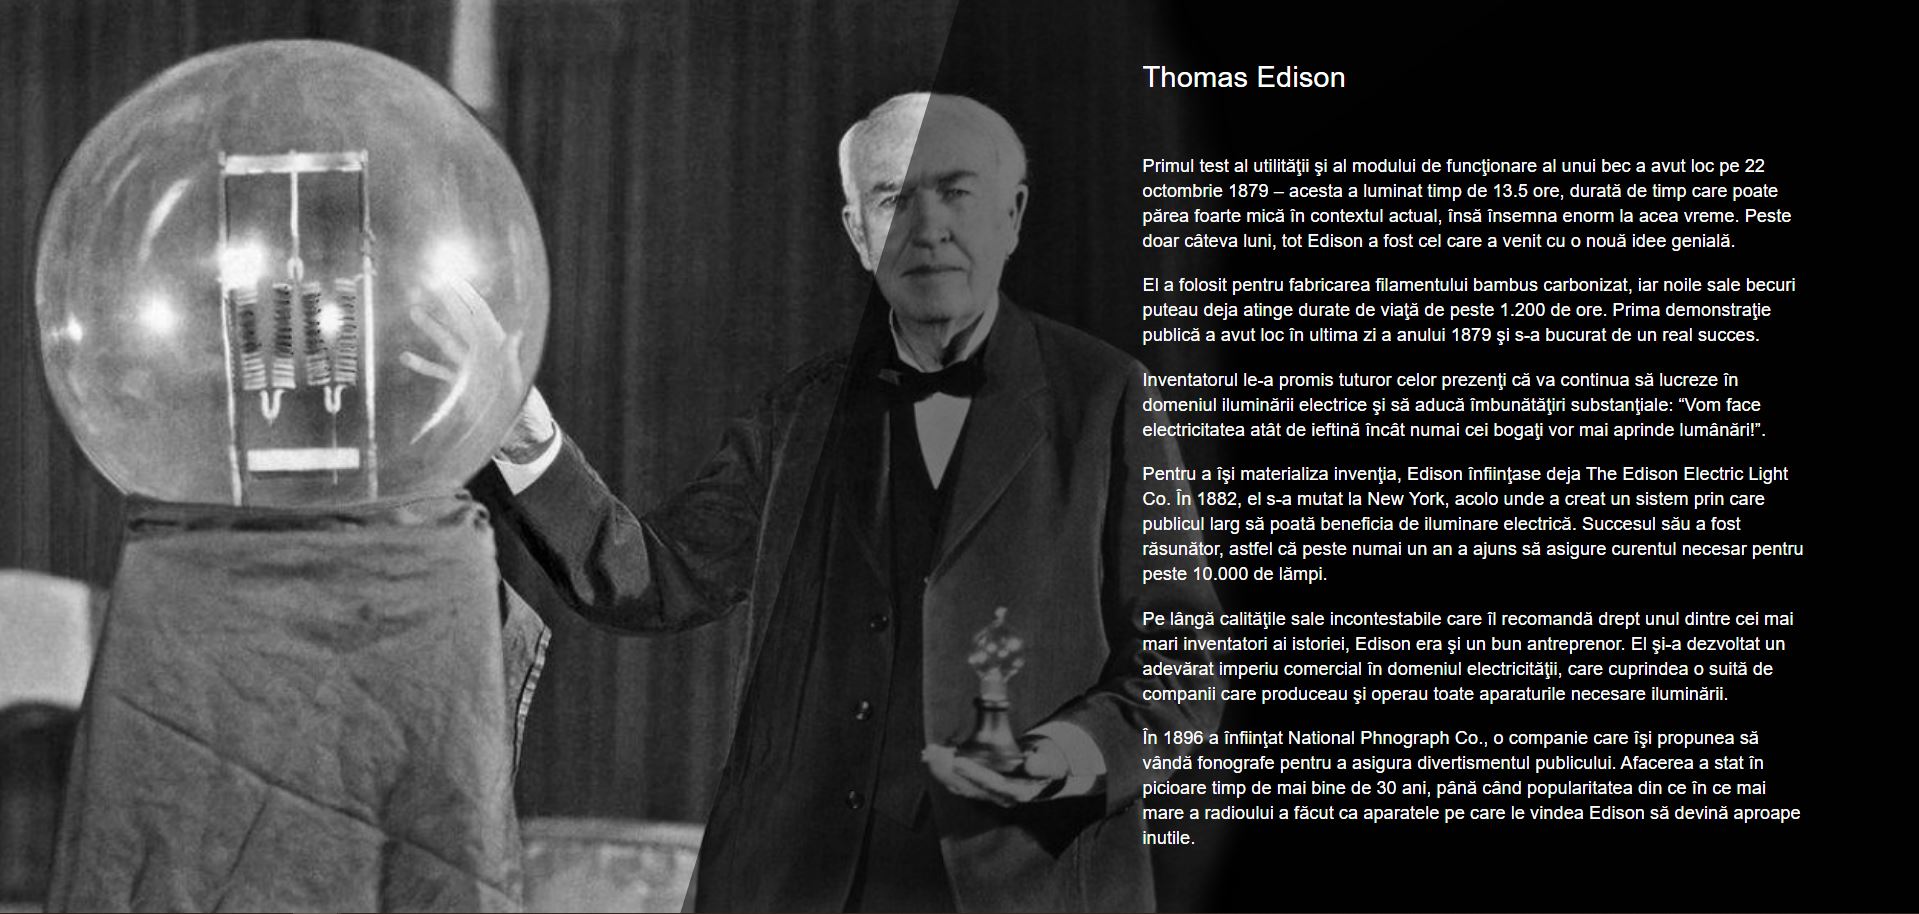 Thomas Edison
Primul test al utilităţii şi al modului de funcţionare al unui bec a avut loc pe 22
octombrie 1879 – acesta a luminat timp de 13.5 ore, durată de timp care poate
părea foarte mică în contextul actual, însă însemna enorm la acea vreme. Peste
doar câteva luni, tot Edison a fost cel care a venit cu o nouă idee genială.
El a folosit pentru fabricarea filamentului bambus carbonizat, iar noile sale becuri
puteau deja atinge durate de viaţă de peste 1.200 de ore. Prima demonstraţie
publică a avut loc în ultima zi a anului 1879 şi s-a bucurat de un real succes.
Inventatorul le-a promis tuturor celor prezenţi că va continua să lucreze în
domeniul iluminării electrice şi să aducă îmbunătăţiri substanţiale: “Vom face
electricitatea atât de ieftină încât numai cei bogaţi vor mai aprinde lumânări!”.
Pentru a îşi materializa invenţia, Edison înfiinţase deja The Edison Electric Light
Co. În 1882, el s-a mutat la New York, acolo unde a creat un sistem prin care
publicul larg să poată beneficia de iluminare electrică. Succesul său a fost
răsunător, astfel că peste numai un an a ajuns să asigure curentul necesar pentru
peste 10.000 de lămpi.
Pe lângă calităţile sale incontestabile care îl recomandă drept unul dintre cei mai
mari inventatori ai istoriei, Edison era şi un bun antreprenor. El şi-a dezvoltat un
adevărat imperiu comercial în domeniul electricităţii, care cuprindea o suită de
companii care produceau şi operau toate aparaturile necesare iluminării.
În 1896 a înfiinţat National Phnograph Co., o companie care îşi propunea să
vândă fonografe pentru a asigura divertismentul publicului. Afacerea a stat în
picioare timp de mai bine de 30 ani, până când popularitatea din ce în ce mai
mare a radioului a făcut ca aparatele pe care le vindea Edison să devină aproape
inutile.